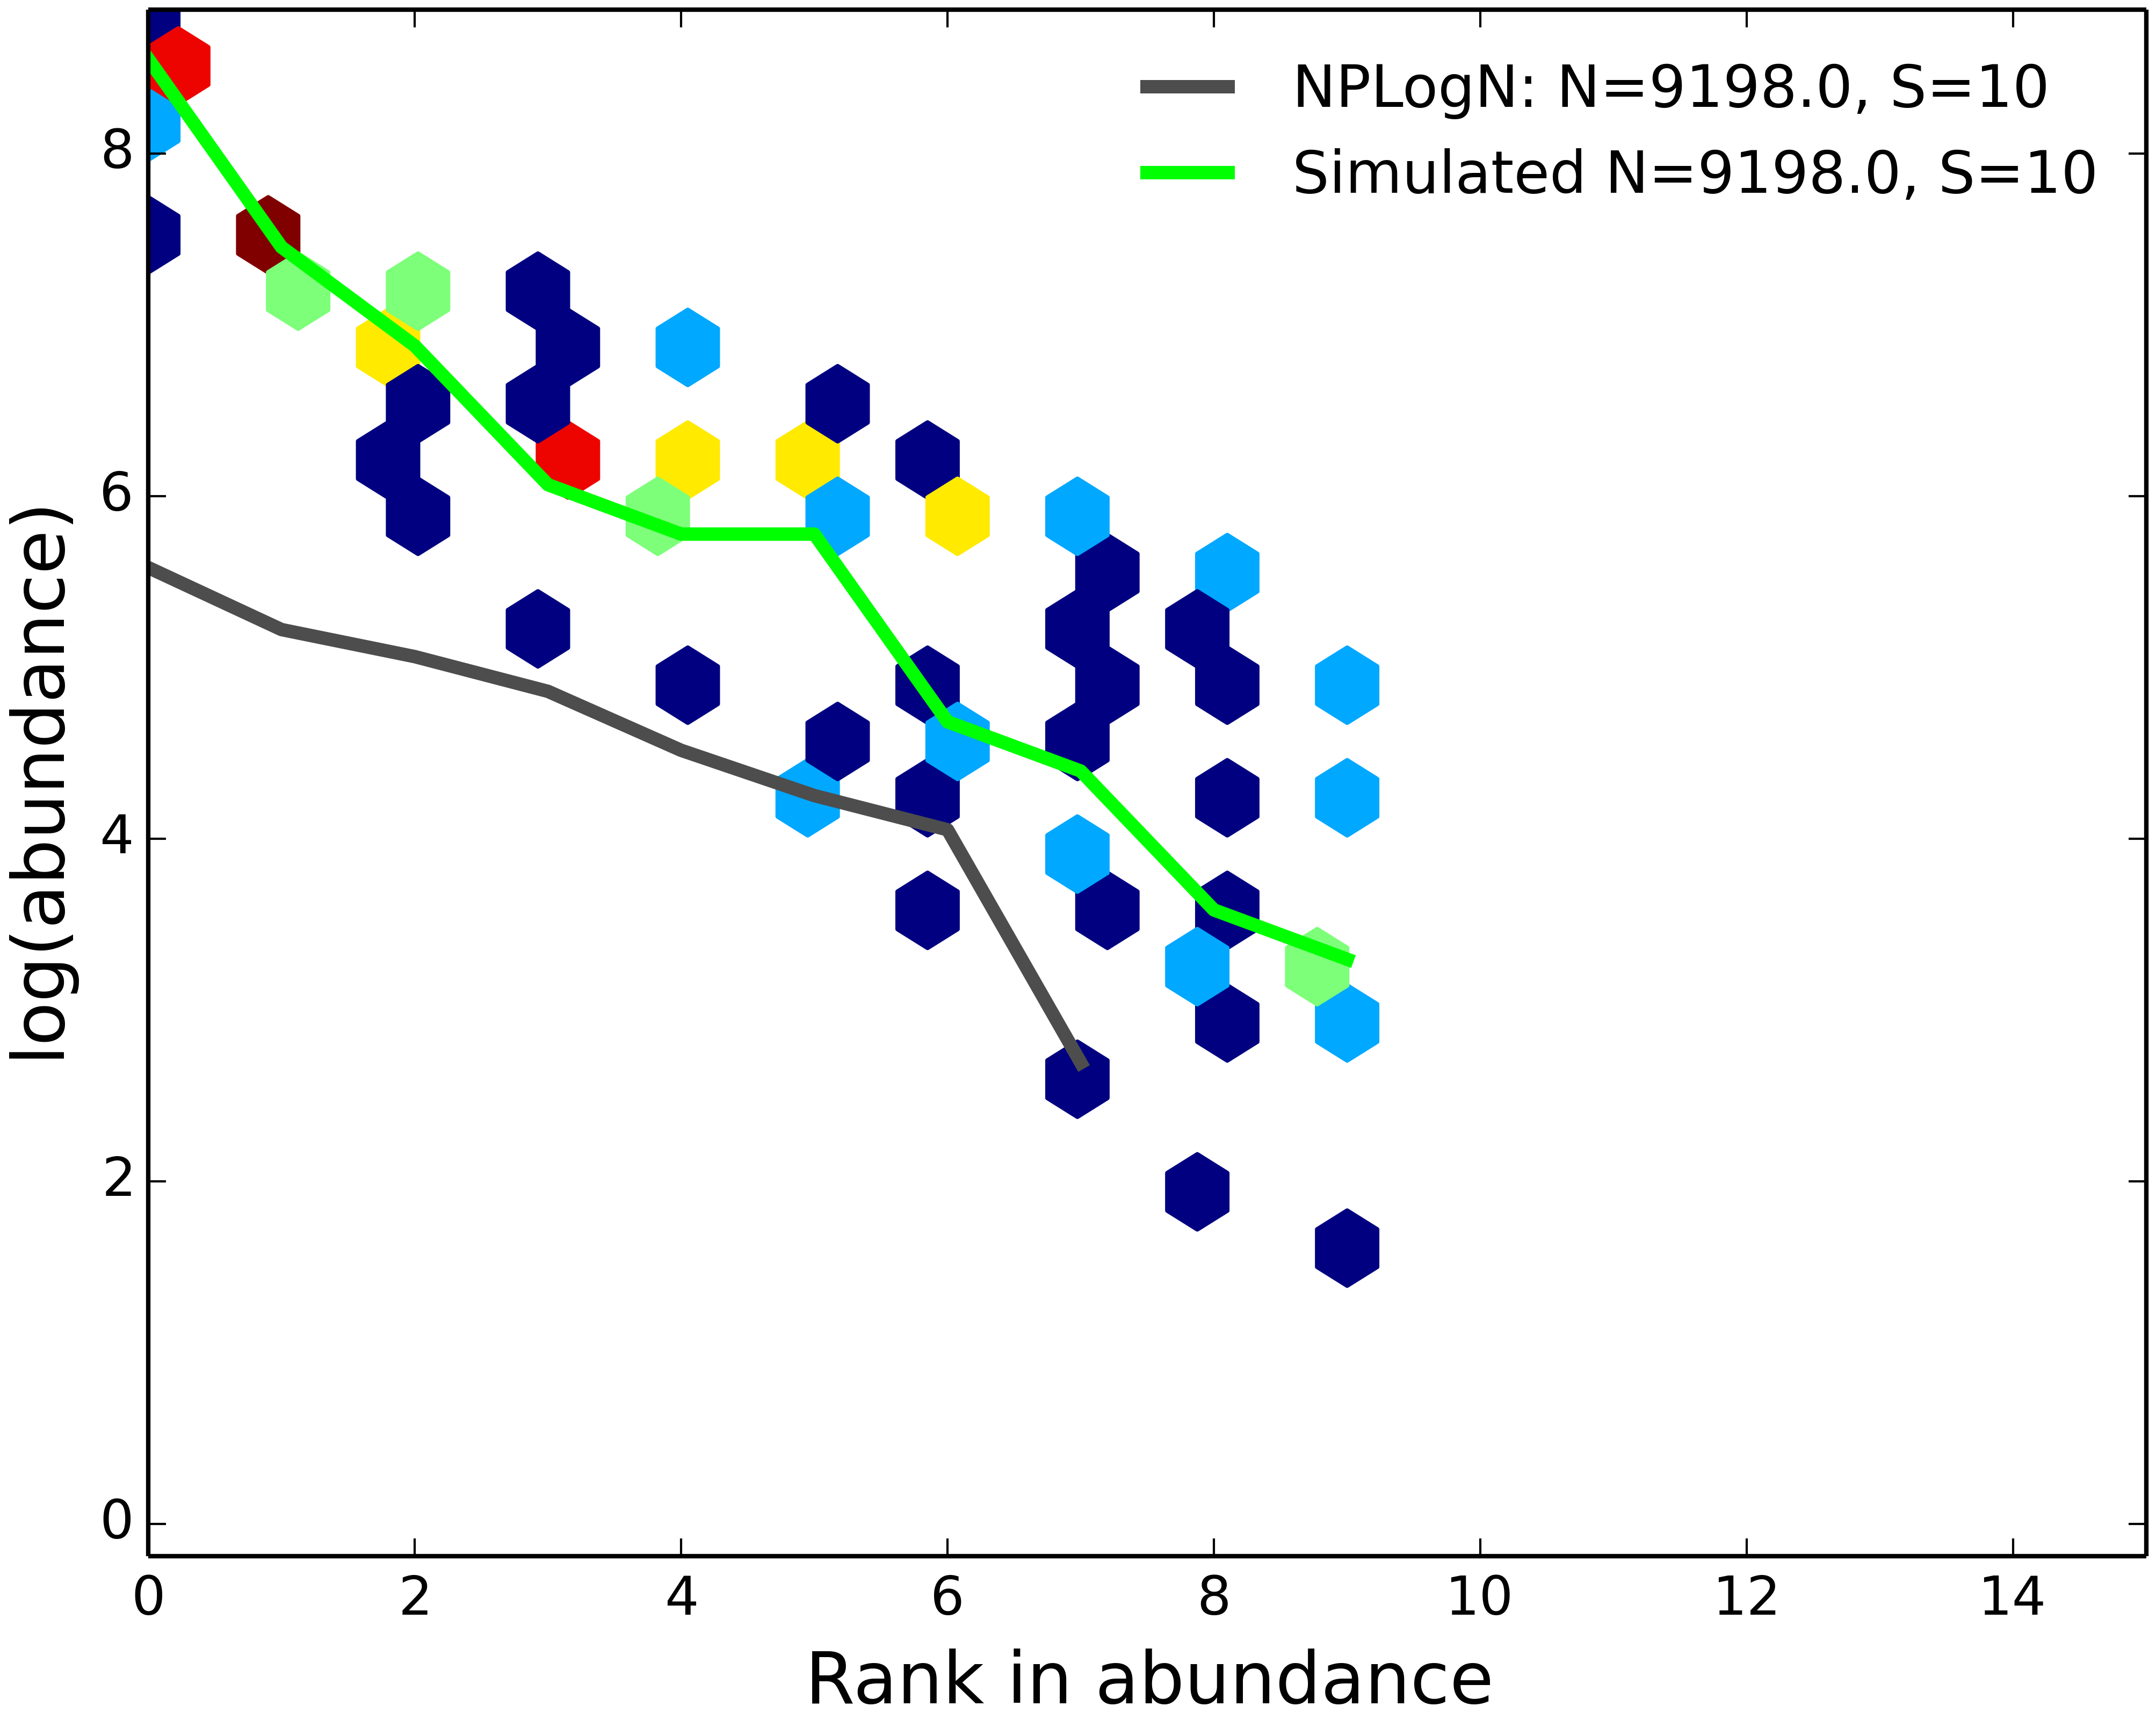 NPLogN: N=9198.0, S=10
Simulated N=9198.0, S=10
log(abundance)
8
6
4
2
0
0 2 4 6 8 10 12 14
Rank in abundance